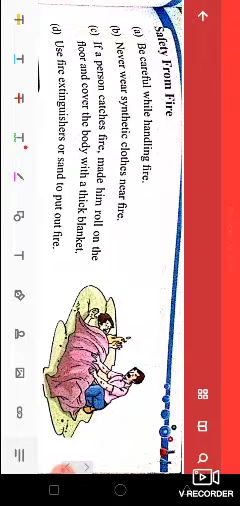 Safety From Fire
(a) Be careful while handling fire.
(b) Never wear synthetic clothes near fire.
(c) If a person catches fire, made him roll on the
floor and cover the body with a thick blanket.
(d) Use fire extinguishers or sand to put out fire.
V-RECORDER